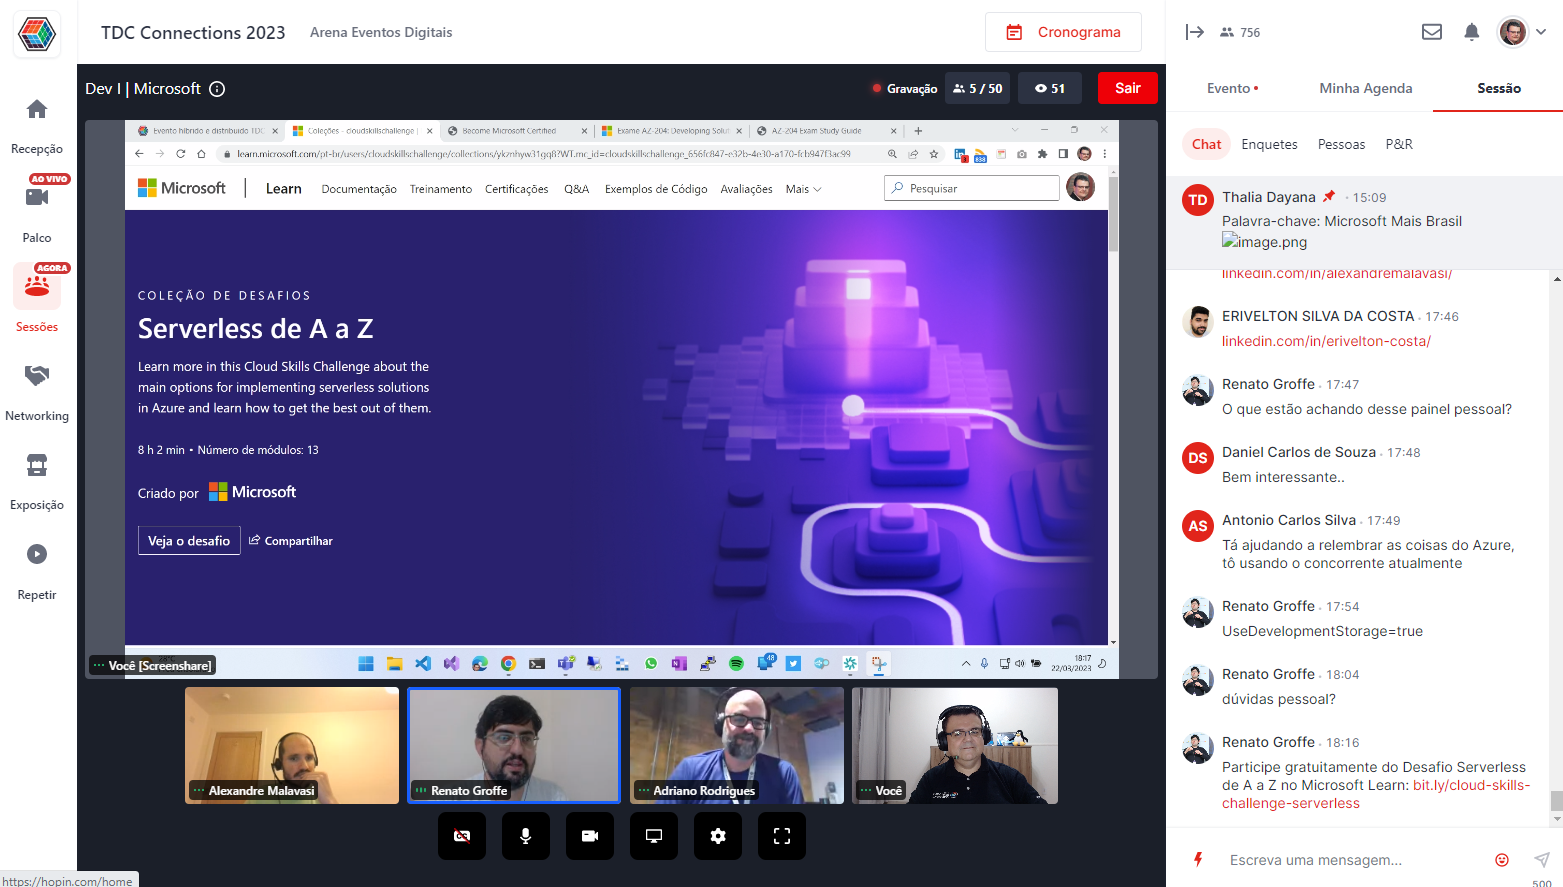 TDC Connections 2023
Arena Eventos Digitais
Cronograma
756
Recepção
AO VIVO
Palco
AGORA
Sessões
Networking
Exposição
Repetir
Dev I | Microsoft
Gravação
5 / 50
51
Sair
Evento híbrido e distribuído TDC
Coleções - cloudskillschallenge |
Become Microsoft Certified
Exame AZ-204: Developing Solut
AZ-204 Exam Study Guide
learn.microsoft.com/pt-br/users/cloudskillschallenge/collections/ykznhyw31gq8?WT.mc_id=cloudskillschallenge_656fc847-e32b-4e30-a170-fcb947f3ac99
Microsoft
Learn
Documentação
Treinamento
Certificações
Q&A
Exemplos de Código
Avaliações
Mais
Pesquisar
COLEÇÃO DE DESAFIOS
Serverless de A a Z
Learn more in this Cloud Skills Challenge about the
main options for implementing serverless solutions
in Azure and learn how to get the best out of them.
8 h 2 min • Número de módulos: 13
Criado por
Microsoft
Veja o desafio
Compartilhar
Você [Screenshare]
18:17
22/03/2023
Alexandre Malavasi
Renato Groffe
Adriano Rodrigues
Você
https://hopin.com/home
Evento
Minha Agenda
Sessão
Chat
Enquetes
Pessoas
P&R
TD
Thalia Dayana
15:09
Palavra-chave: Microsoft Mais Brasil
image.png
linkedin.com/in/alexandremalavasi/
ERIVELTON SILVA DA COSTA 17:46
linkedin.com/in/erivelton-costa/
Renato Groffe 17:47
O que estão achando desse painel pessoal?
DS
Daniel Carlos de Souza 17:48
Bem interessante..
AS
Antonio Carlos Silva 17:49
Tá ajudando a relembrar as coisas do Azure,
tô usando o concorrente atualmente
Renato Groffe 17:54
UseDevelopmentStorage=true
Renato Groffe 18:04
dúvidas pessoal?
Renato Groffe 18:16
Participe gratuitamente do Desafio Serverless
de A a Z no Microsoft Learn: bit.ly/cloud-skills-
challenge-serverless
Escreva uma mensagem...
500